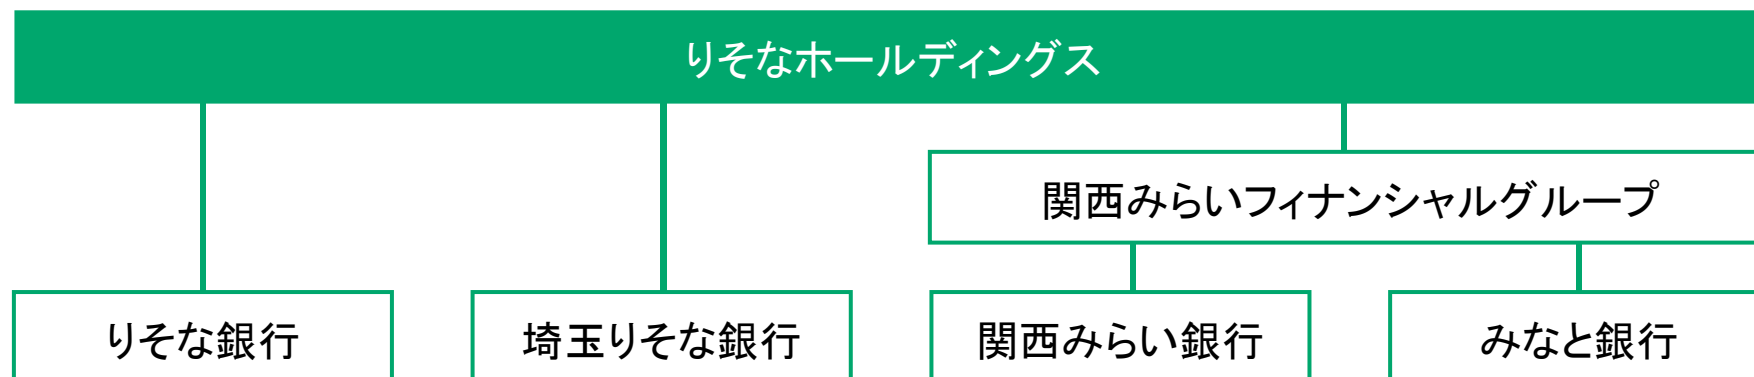 りそなホールディングス
関西みらいフィナンシャルグループ
りそな銀行
埼玉りそな銀行
関西みらい銀行
みなと銀行